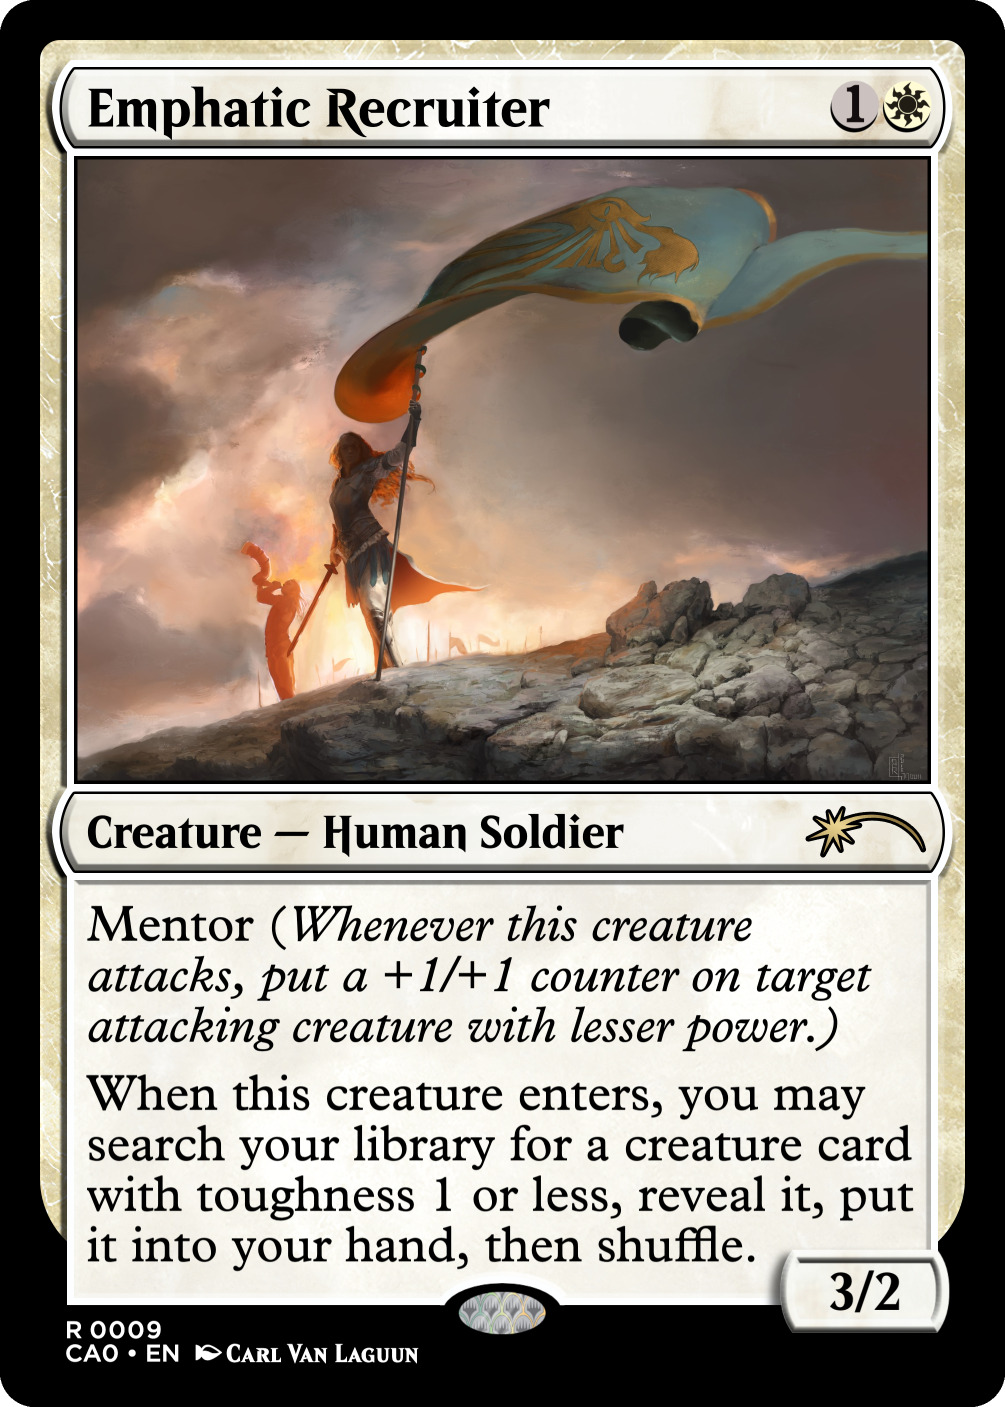 Emphatic Recruiter 1
Creature — Human Soldier
Mentor (Whenever this creature
attacks, put a +1/+1 counter on target
attacking creature with lesser power.)
When this creature enters, you may
search your library for a creature card
with toughness 1 or less, reveal it, put
it into your hand, then shuffle.
3/2
R 0009
CAO • EN CARL VAN LAGUUN